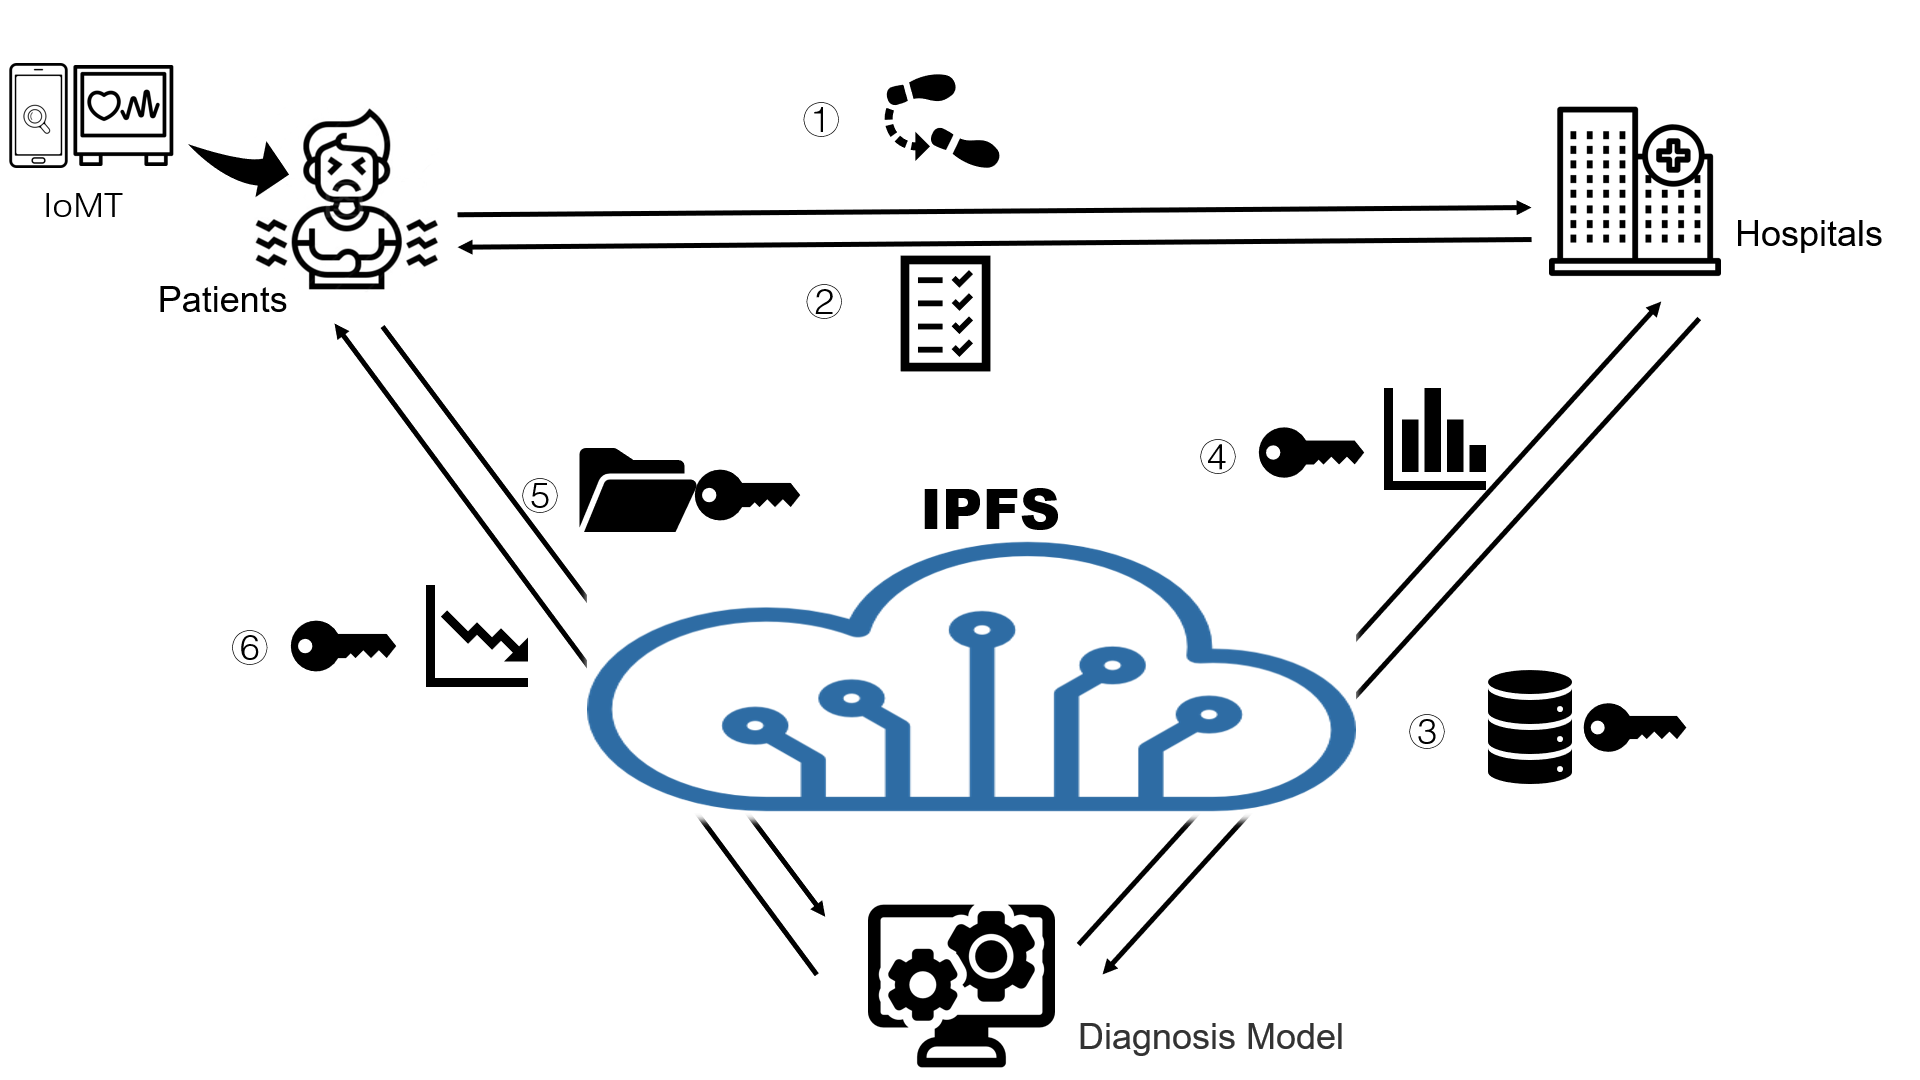 ①
IoMT
Hospitals
Patients
②
④
⑤
IPFS
⑥
③
Diagnosis Model